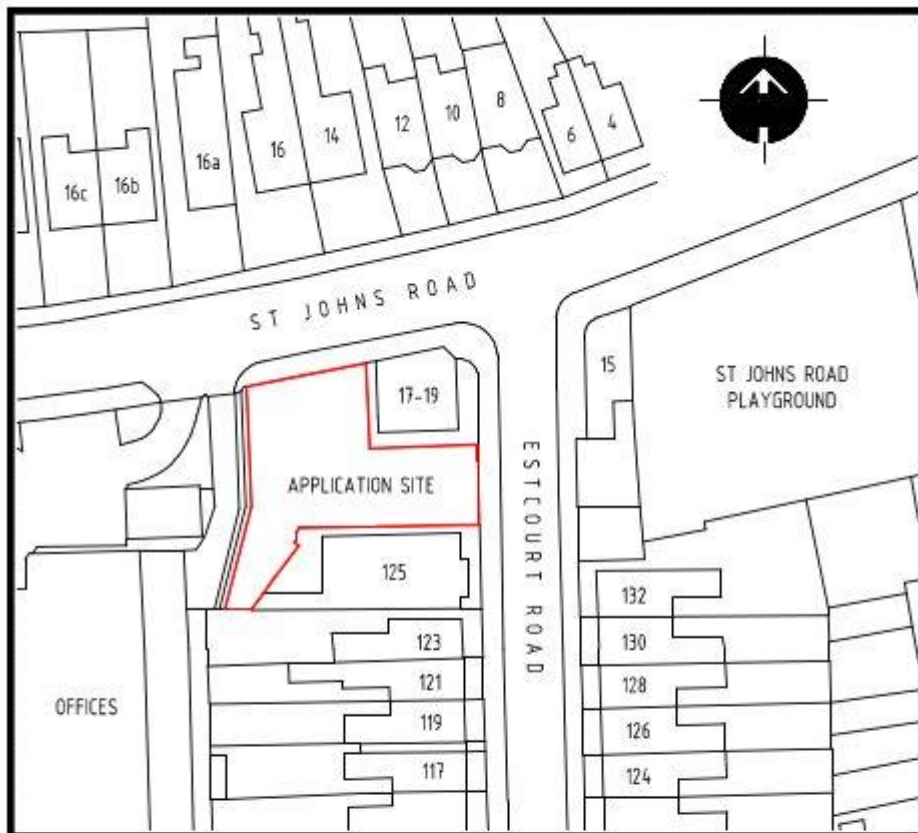 16c
16b
16a
16
14
12
10
8
6
4
ST JOHNS ROAD
17-19
15
ST JOHNS ROAD
PLAYGROUND
APPLICATION SITE
ESTCOURT ROAD
125
132
123
130
121
128
OFFICES
119
126
117
124